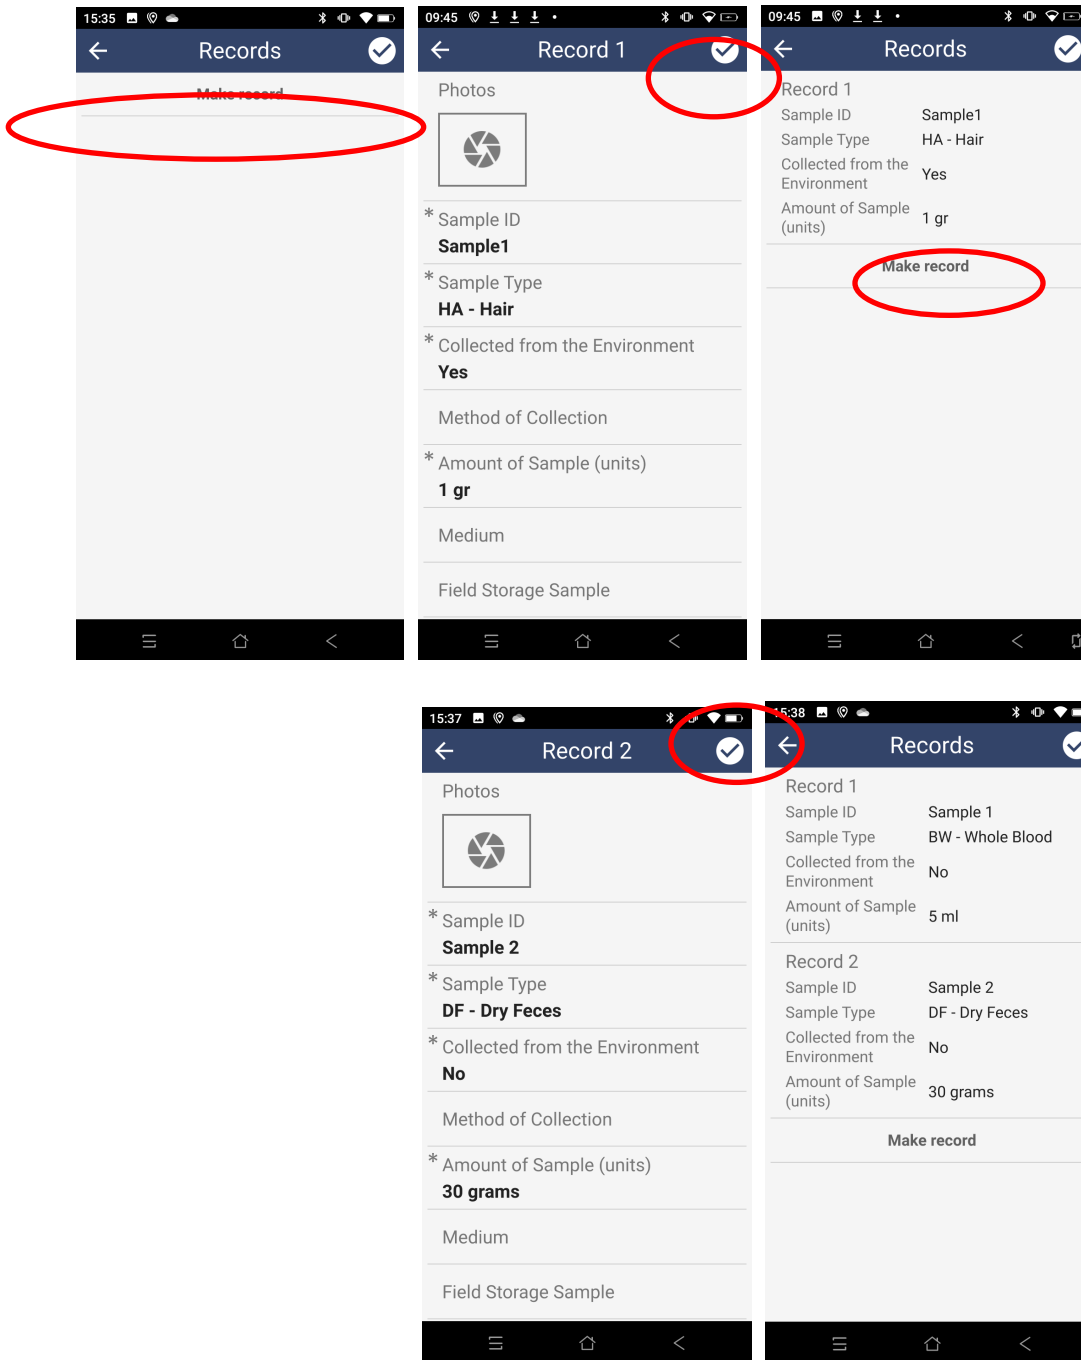 15:35
Records
Make record
09:45
Record 1
Photos
* Sample ID
Sample1
* Sample Type
HA - Hair
* Collected from the Environment
Yes
Method of Collection
* Amount of Sample (units)
1 gr
Medium
Field Storage Sample
09:45
Records
Record 1
Sample ID Sample1
Sample Type HA - Hair
Collected from the
Environment Yes
Amount of Sample
(units) 1 gr
Make record
15:37
Record 2
Photos
* Sample ID
Sample 2
* Sample Type
DF - Dry Feces
* Collected from the Environment
No
Method of Collection
* Amount of Sample (units)
30 grams
Medium
Field Storage Sample
15:38
Records
Record 1
Sample ID Sample 1
Sample Type BW - Whole Blood
Collected from the
Environment No
Amount of Sample
(units) 5 ml
Record 2
Sample ID Sample 2
Sample Type DF - Dry Feces
Collected from the
Environment No
Amount of Sample
(units) 30 grams
Make record